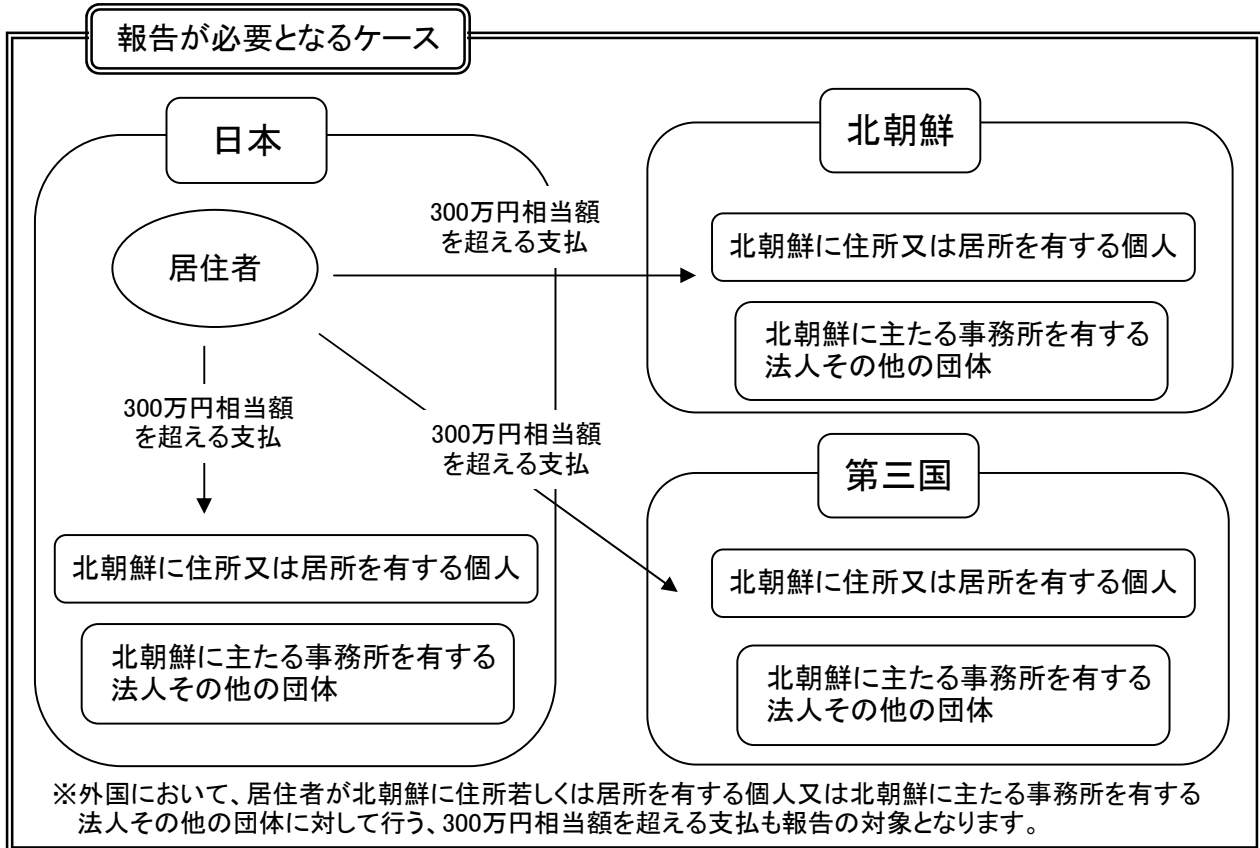 報告が必要となるケース
日本
居住者
300万円相当額
を超える支払
北朝鮮に住所又は居所を有する個人
北朝鮮に主たる事務所を有する
法人その他の団体
300万円相当額
を超える支払
北朝鮮
北朝鮮に住所又は居所を有する個人
北朝鮮に主たる事務所を有する
法人その他の団体
300万円相当額
を超える支払
第三国
北朝鮮に住所又は居所を有する個人
北朝鮮に主たる事務所を有する
法人その他の団体
※外国において、居住者が北朝鮮に住所若しくは居所を有する個人又は北朝鮮に主たる事務所を有する
法人その他の団体に対して行う、300万円相当額を超える支払も報告の対象となります。